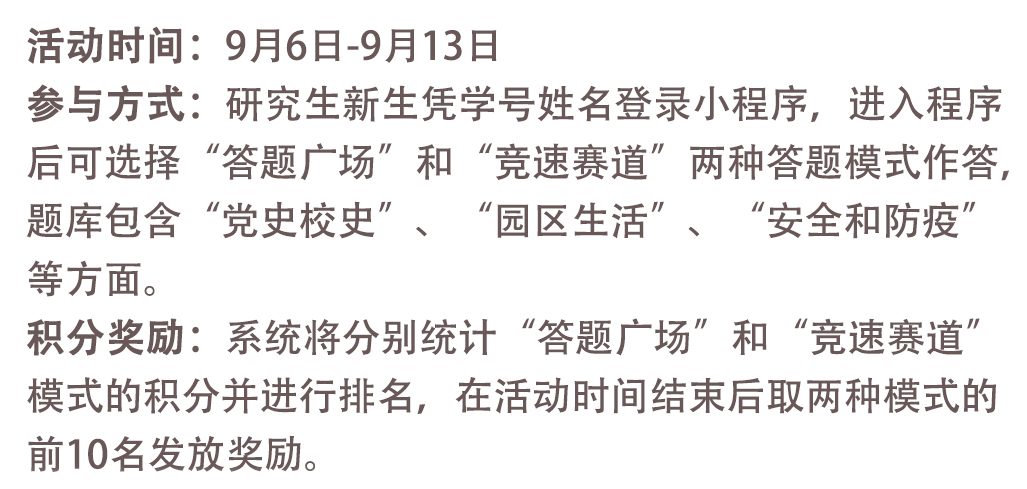 活动时间：9月6日-9月13日
参与方式：研究生新生凭学号姓名登录小程序，进入程序
后可选择“答题广场”和“竞速赛道”两种答题模式作答，
题库包含“党史校史”、“园区生活”、“安全和防疫”
等方面。
积分奖励：系统将分别统计“答题广场”和“竞速赛道”
模式的积分并进行排名，在活动时间结束后取两种模式的
前10名发放奖励。